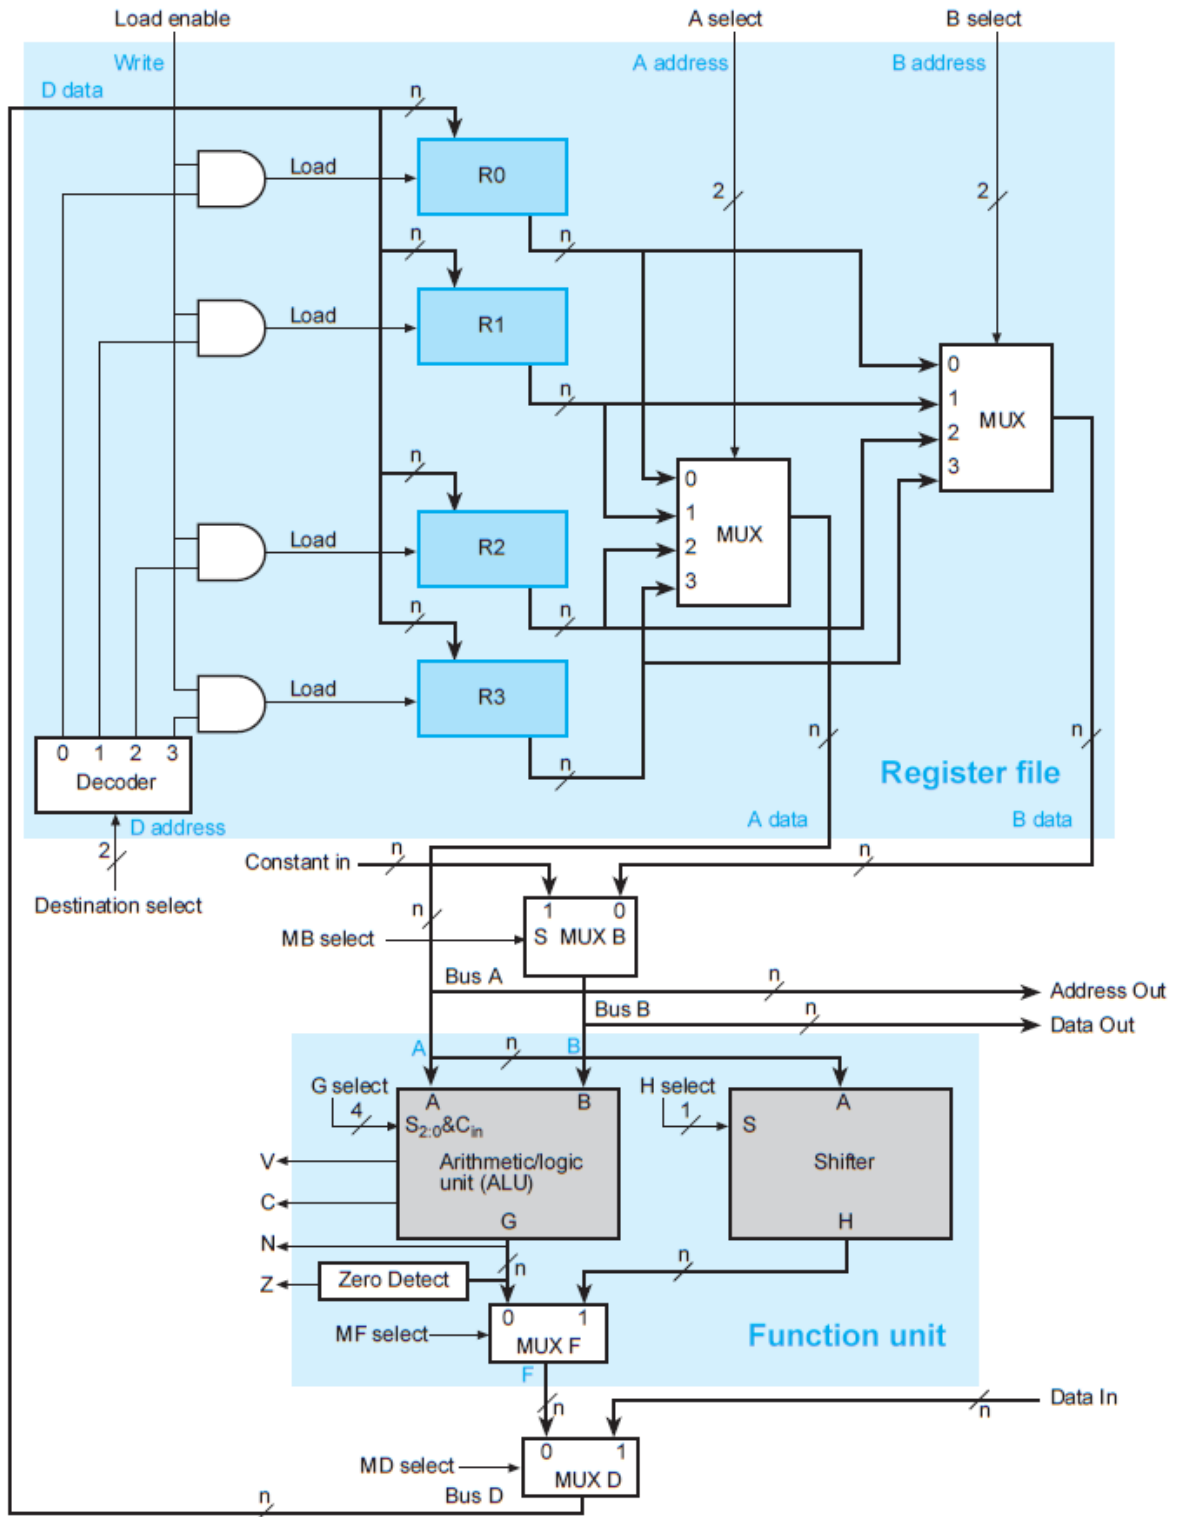 Load enable
A select
B select
Write
A address
B address
D data
n
Load
R0
2
2
n
n
Load
R1
0
n
1
MUX
2
n
3
0
Load
R2
1
MUX
2
n
3
n
Load
R3
n
n
0 1 2 3
Decoder
n
Register file
D address
A data
B data
2
Constant in
n
n
Destination select
n
1 0
MB select
S MUX B
Bus A
n
Address Out
Bus B
n
Data Out
A
n
B
G select
H select
4
A
B
1
A
S2:0&Cin
S
V
Arithmetic/logic
unit (ALU)
Shifter
C
G
H
N
n
n
Z
Zero Detect
0 1
MF select
MUX F
Function unit
F
n
Data In
n
0 1
MD select
MUX D
n
Bus D